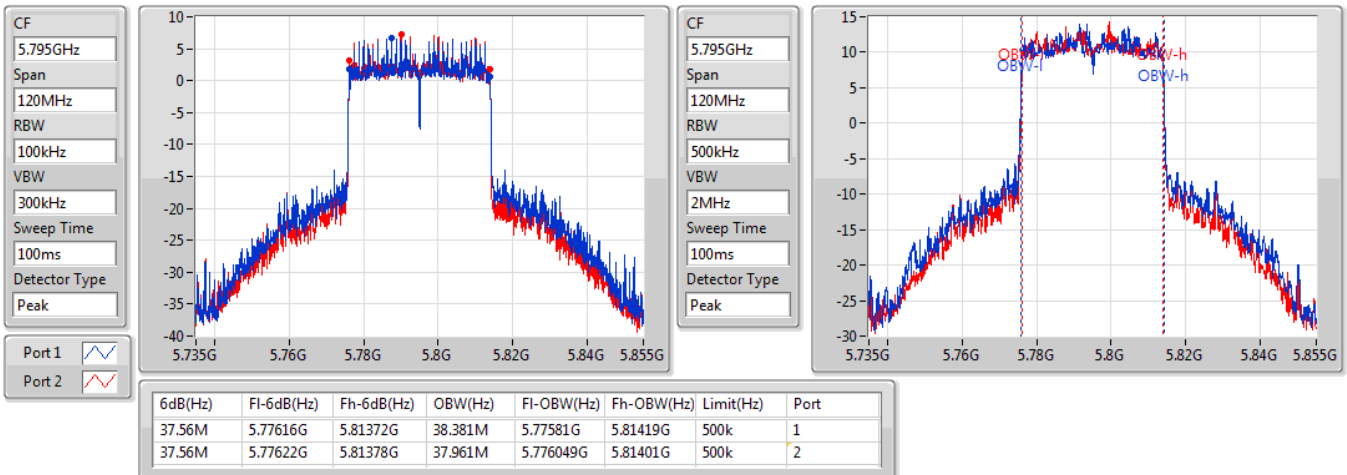 CF
5.795GHz
Span
120MHz
RBW
100kHz
VBW
300kHz
Sweep Time
100ms
Detector Type
Peak
Port 1
Port 2
10
5
0
-5
-10
-15
-20
-25
-30
-35
-40
5.735G 5.76G 5.78G 5.8G 5.82G 5.84G 5.855G
CF
5.795GHz
Span
120MHz
RBW
500kHz
VBW
2MHz
Sweep Time
100ms
Detector Type
Peak
15
10
5
0
-5
-10
-15
-20
-25
-30
OBW-l
OBW-h
OBW-h
5.735G 5.76G 5.78G 5.8G 5.82G 5.84G 5.855G
6dB(Hz) Fl-6dB(Hz) Fh-6dB(Hz) OBW(Hz) Fl-OBW(Hz) Fh-OBW(Hz) Limit(Hz) Port
37.56M 5.77616G 5.81372G 38.381M 5.77581G 5.81419G 500k 1
37.56M 5.77622G 5.81378G 37.961M 5.776049G 5.81401G 500k 2